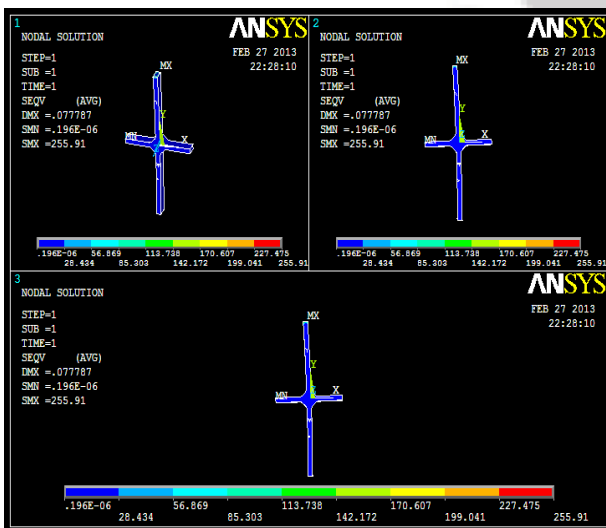 1
ANSYS
NODAL SOLUTION
FEB 27 2013
22:28:10
STEP=1
SUB =1
TIME=1
SEQV (AVG)
DMX =.077787
SMN =.196E-06
SMX =255.91
MX
Y
MN
X
.196E-06 56.869 113.738 170.607 227.475
28.434 85.303 142.172 199.041 255.91
2
ANSYS
NODAL SOLUTION
FEB 27 2013
22:28:10
STEP=1
SUB =1
TIME=1
SEQV (AVG)
DMX =.077787
SMN =.196E-06
SMX =255.91
MX
Y
MN
X
.196E-06 56.869 113.738 170.607 227.475
28.434 85.303 142.172 199.041 255.91
3
ANSYS
NODAL SOLUTION
FEB 27 2013
22:28:10
STEP=1
SUB =1
TIME=1
SEQV (AVG)
DMX =.077787
SMN =.196E-06
SMX =255.91
MX
Y
MN
X
.196E-06 56.869 113.738 170.607 227.475
28.434 85.303 142.172 199.041 255.91